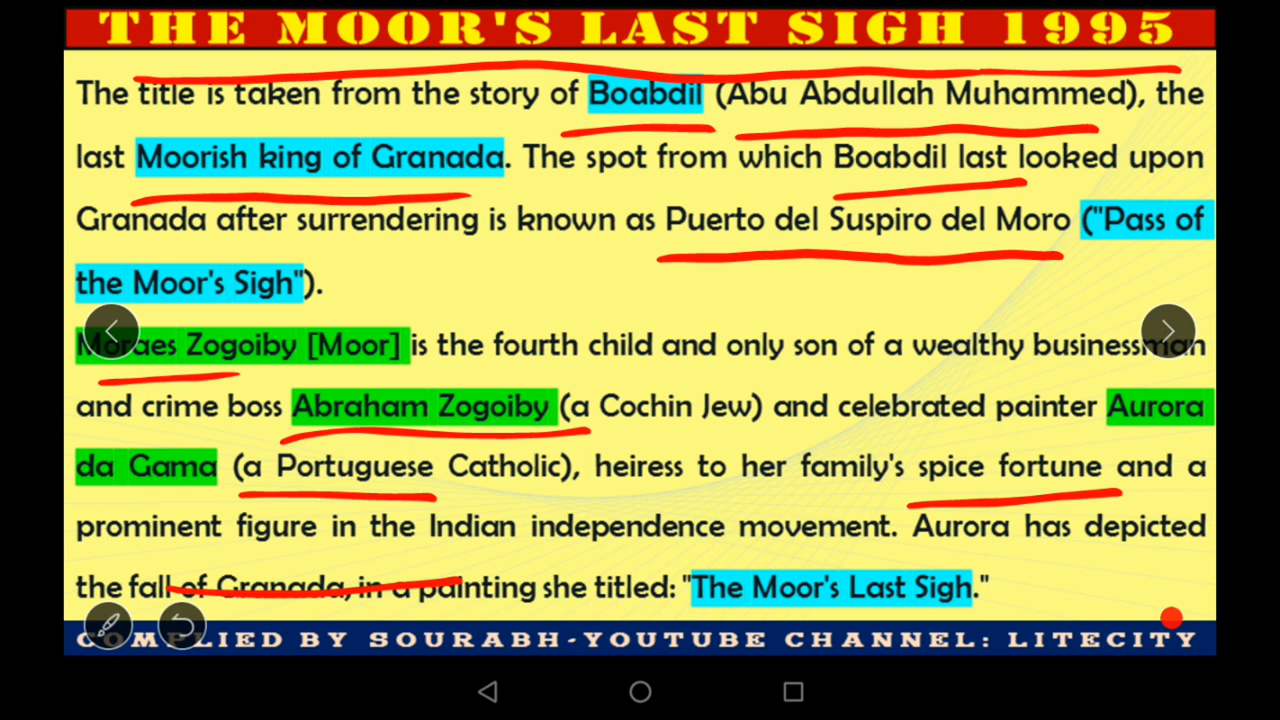 THE MOOR'S LAST SIGH 1995
The title is taken from the story of Boabdil (Abu Abdullah Muhammed), the
last Moorish king of Granada. The spot from which Boabdil last looked upon
Granada after surrendering is known as Puerto del Suspiro del Moro ("Pass of
the Moor's Sigh").
Moraes Zogoiby [Moor] is the fourth child and only son of a wealthy businessman
and crime boss Abraham Zogoiby (a Cochin Jew) and celebrated painter Aurora
da Gama (a Portuguese Catholic), heiress to her family's spice fortune and a
prominent figure in the Indian independence movement. Aurora has depicted
the fall of Granada, in a painting she titled: "The Moor's Last Sigh."
COMPLIED BY SOURABH-YOUTUBE CHANNEL: LITECITY